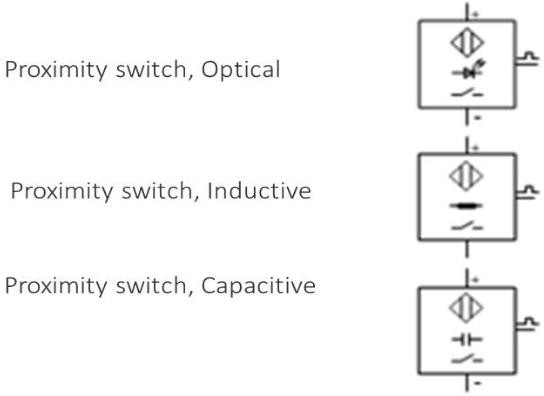 Proximity switch, Optical
+
-
Proximity switch, Inductive
+
Proximity switch, Capacitive
+
-